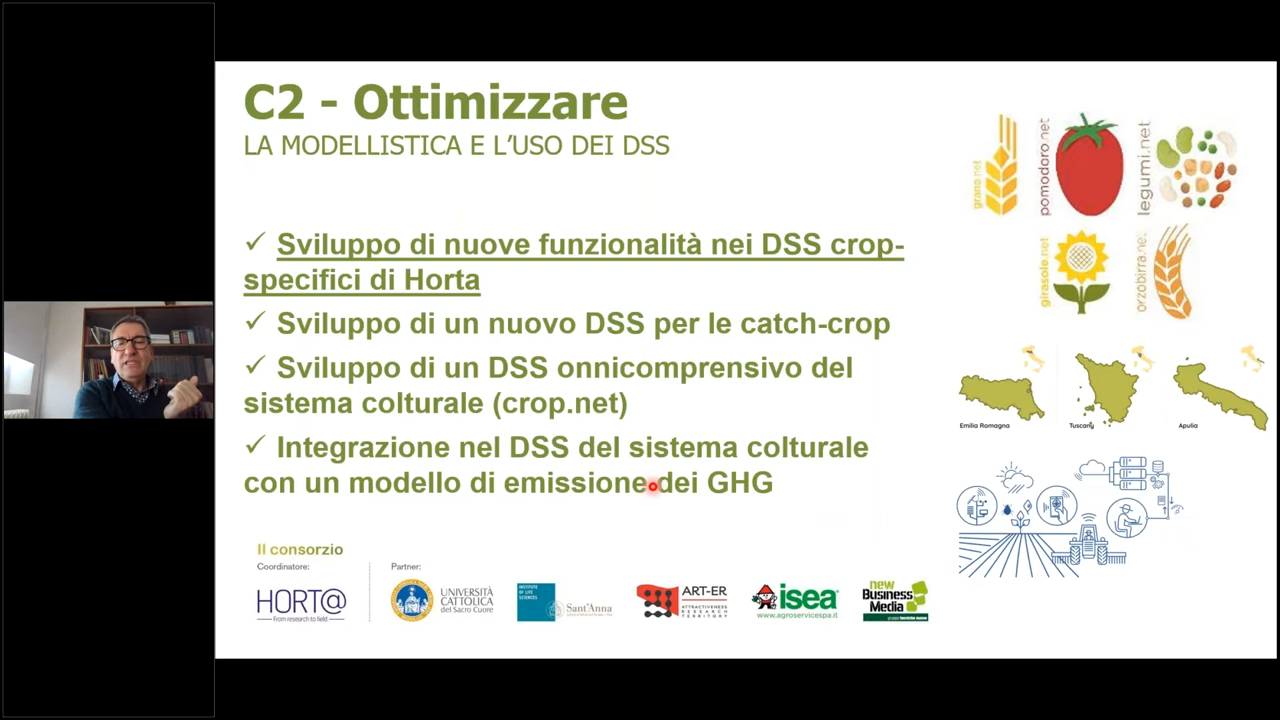 C2 - Ottimizzare
LA MODELLISTICA E L'USO DEI DSS
✓ Sviluppo di nuove funzionalità nei DSS crop-
specifici di Horta
✓ Sviluppo di un nuovo DSS per le catch-crop
✓ Sviluppo di un DSS onnicomprensivo del
sistema colturale (crop.net)
✓ Integrazione nel DSS del sistema colturale
con un modello di emissione dei GHG
grano.net
pomodoro.net
legumi.net
girasole.net
orzobirra.net
Emilia Romagna
Tuscany
Apulia
Il consorzio
Coordinatore:
Partner:
HORT@
From research to field
UNIVERSITÀ
CATTOLICA
del Sacro Cuore
INSTITUTE
OF LIFE
SCIENCES
Sant'Anna
ART-ER
ATTRACTIVENESS
RESEARCH
TERRITORY
isea
www.agroservicespa.it
new
Business
Media